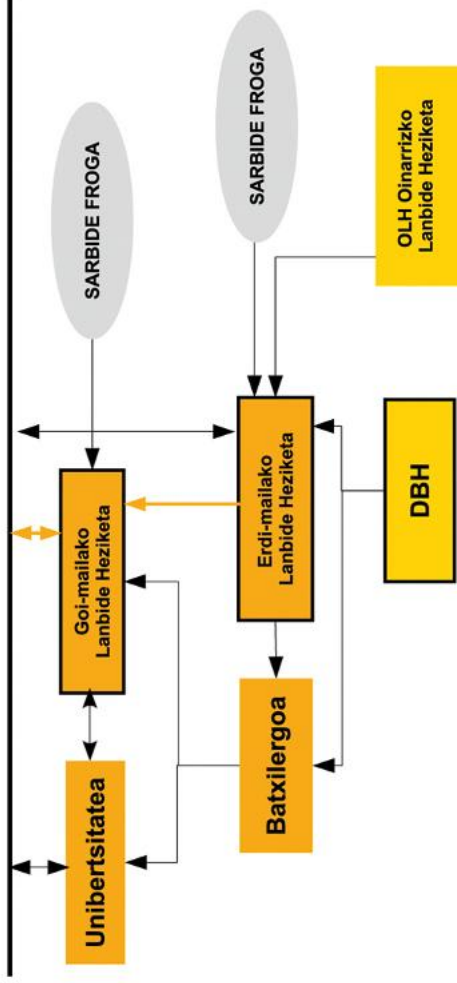 SARBIDE FROGA
Goi-mailako
Lanbide Heziketa
Unibertsitatea
SARBIDE FROGA
Erdi-mailako
Lanbide Heziketa
Batxilergoa
OLH Oinarrizko
Lanbide Heziketa
DBH